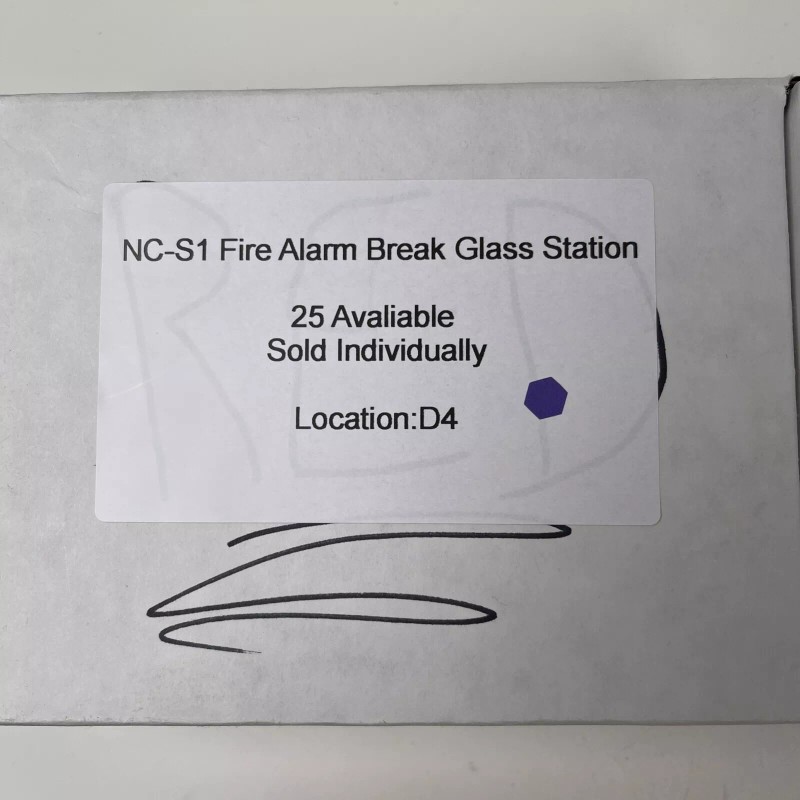 NC-S1 Fire Alarm Break Glass Station
25 Avaliable
Sold Individually
Location:D4
RED